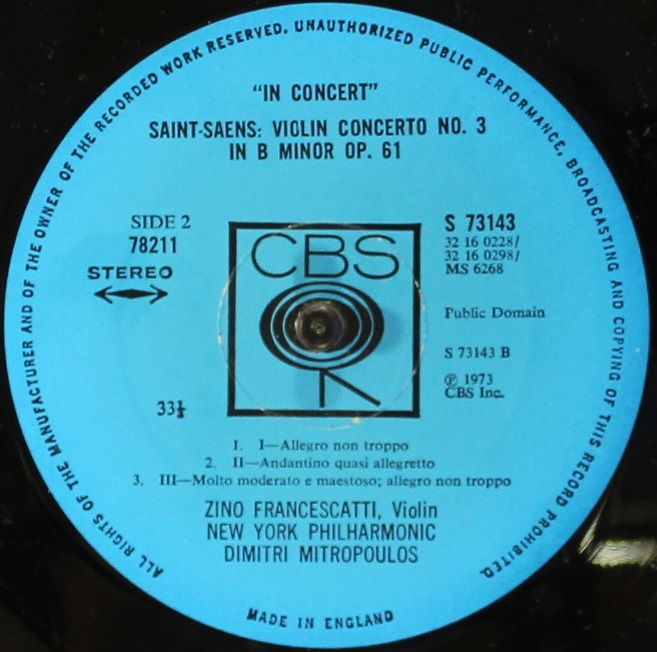 ALL RIGHTS OF THE MANUFACTURER AND OF THE OWNER OF THE RECORDED WORK RESERVED. UNAUTHORIZED PUBLIC PERFORMANCE, BROADCASTING AND COPYING OF THIS RECORD PROHIBITED.
"IN CONCERT"
SAINT-SAENS: VIOLIN CONCERTO NO. 3
IN B MINOR OP. 61
SIDE 2
78211
STEREO
CBS
S 73143
32 16 0228/
32 16 0298/
MS 6268
Public Domain
S 73143 B
℗ 1973
CBS Inc.
33⅓
1. I—Allegro non troppo
2. II—Andantino quasi allegretto
3. III—Molto moderato e maestoso; allegro non troppo
ZINO FRANCESCATTI, Violin
NEW YORK PHILHARMONIC
DIMITRI MITROPOULOS
MADE IN ENGLAND